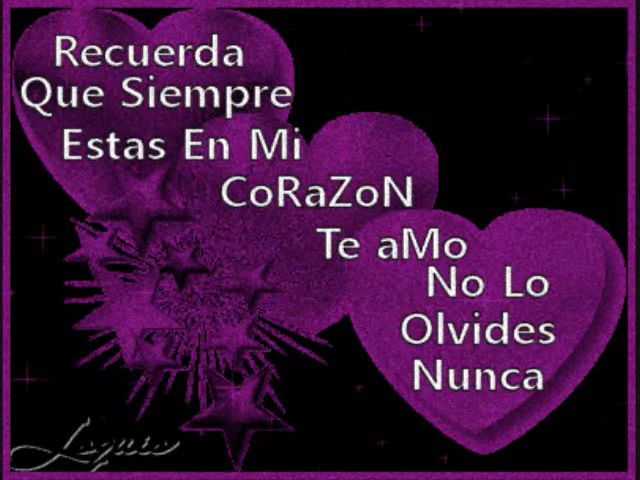 Recuerda
Que Siempre
Estas En Mi
CoRaZoN
Te aMo
No Lo
Olvides
Nunca